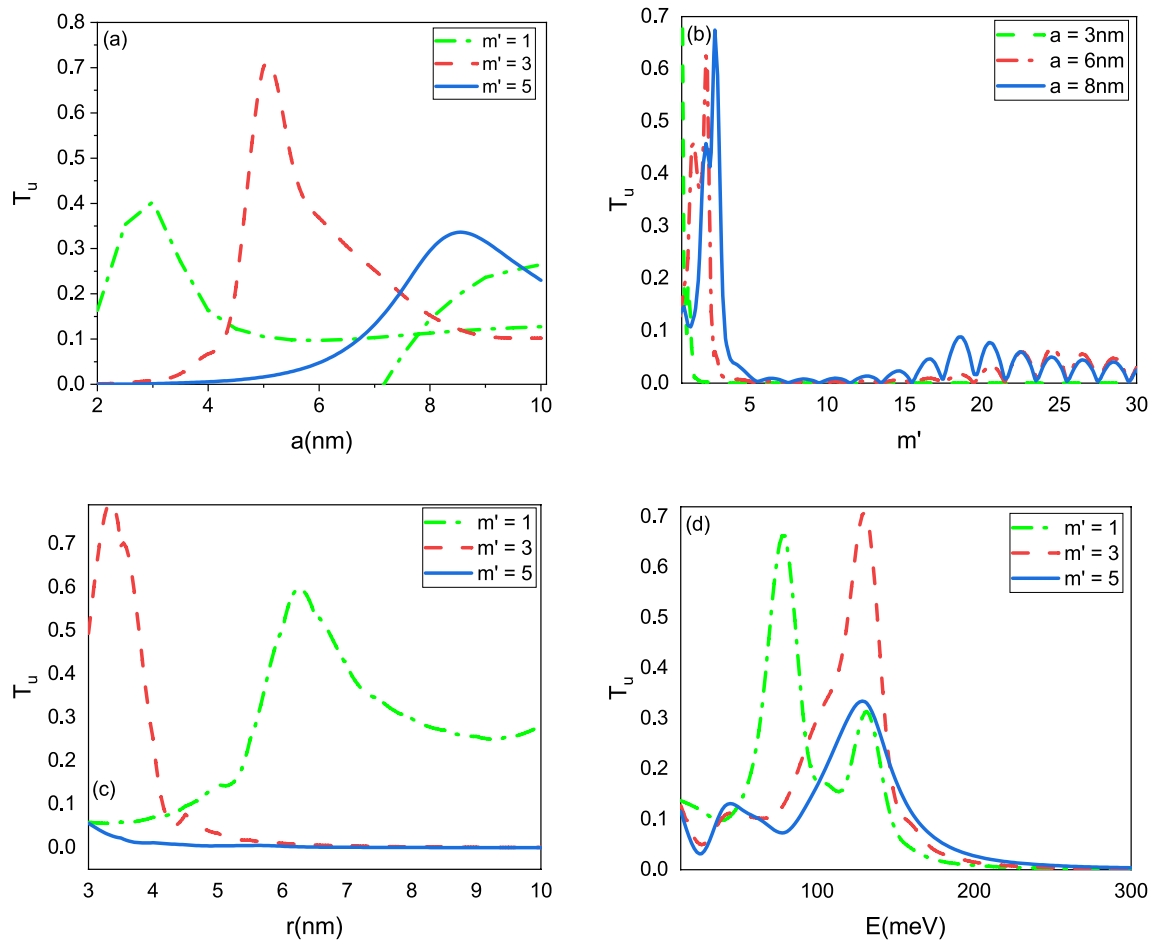 (a)
m' = 1
m' = 3
m' = 5
0.8
0.7
0.6
0.5
0.4
0.3
0.2
0.1
0.0
T_u
2 4 6 8 10
a(nm)
(b)
a = 3nm
a = 6nm
a = 8nm
0.7
0.6
0.5
0.4
0.3
0.2
0.1
0.0
T_u
5 10 15 20 25 30
m'
(c)
m' = 1
m' = 3
m' = 5
0.7
0.6
0.5
0.4
0.3
0.2
0.1
0.0
T_u
3 4 5 6 7 8 9 10
r(nm)
(d)
m' = 1
m' = 3
m' = 5
0.7
0.6
0.5
0.4
0.3
0.2
0.1
0.0
T_u
100 200 300
E(meV)